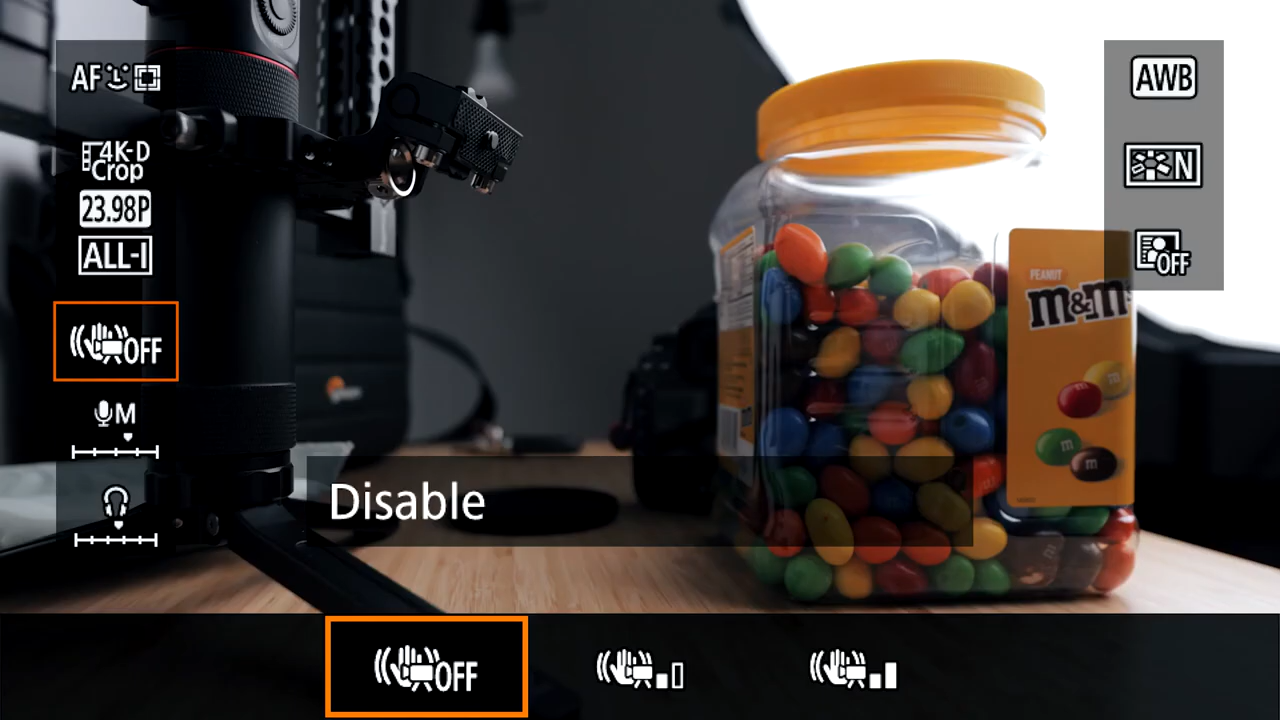 AF
4K-D
Crop
23.98P
ALL-I
OFF
M
AWB
N
OFF
PEANUT
m&m's
m
m
m
m
Disable
OFF